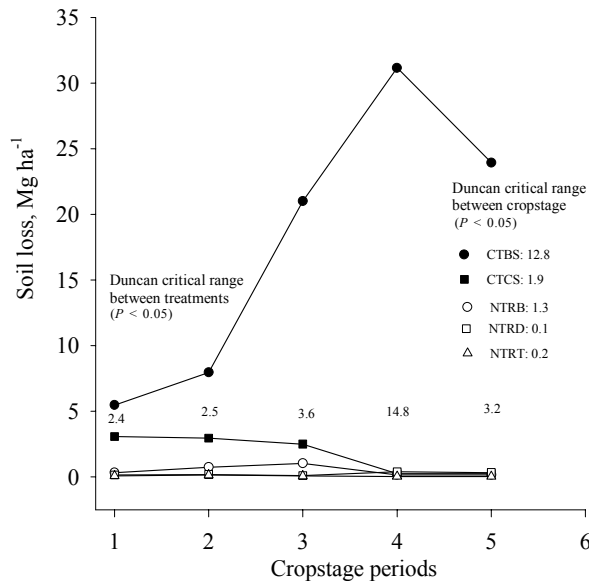 35
30
25
20
15
10
5
0
Soil loss, Mg ha⁻¹
Duncan critical range
between treatments
(P < 0.05)
Duncan critical range
between cropstage
(P < 0.05)
CTBS: 12.8
CTCS: 1.9
NTRB: 1.3
NTRD: 0.1
NTRT: 0.2
2.4 2.5 3.6 14.8 3.2
1 2 3 4 5 6
Cropstage periods